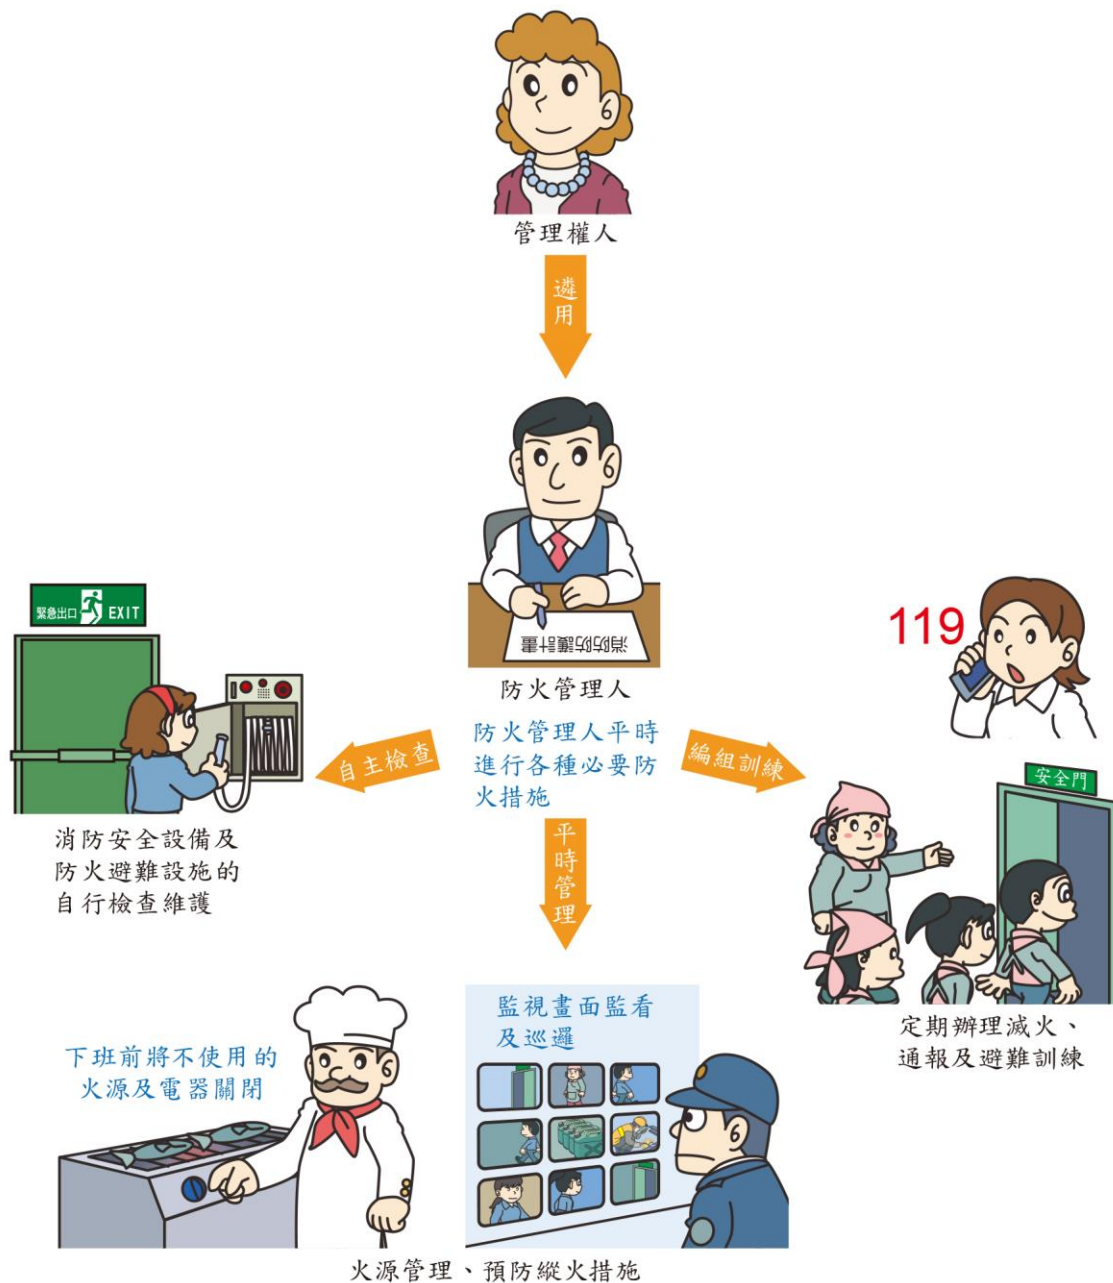 管理權人
遴用
消防防護計畫
防火管理人
防火管理人平時
進行各種必要防
火措施
自主檢查
編組訓練
平時管理
緊急出口 EXIT
消防安全設備及
防火避難設施的
自行檢查維護
119
安全門
定期辦理滅火、
通報及避難訓練
下班前將不使用的
火源及電器關閉
監視畫面監看
及巡邏
火源管理、預防縱火措施